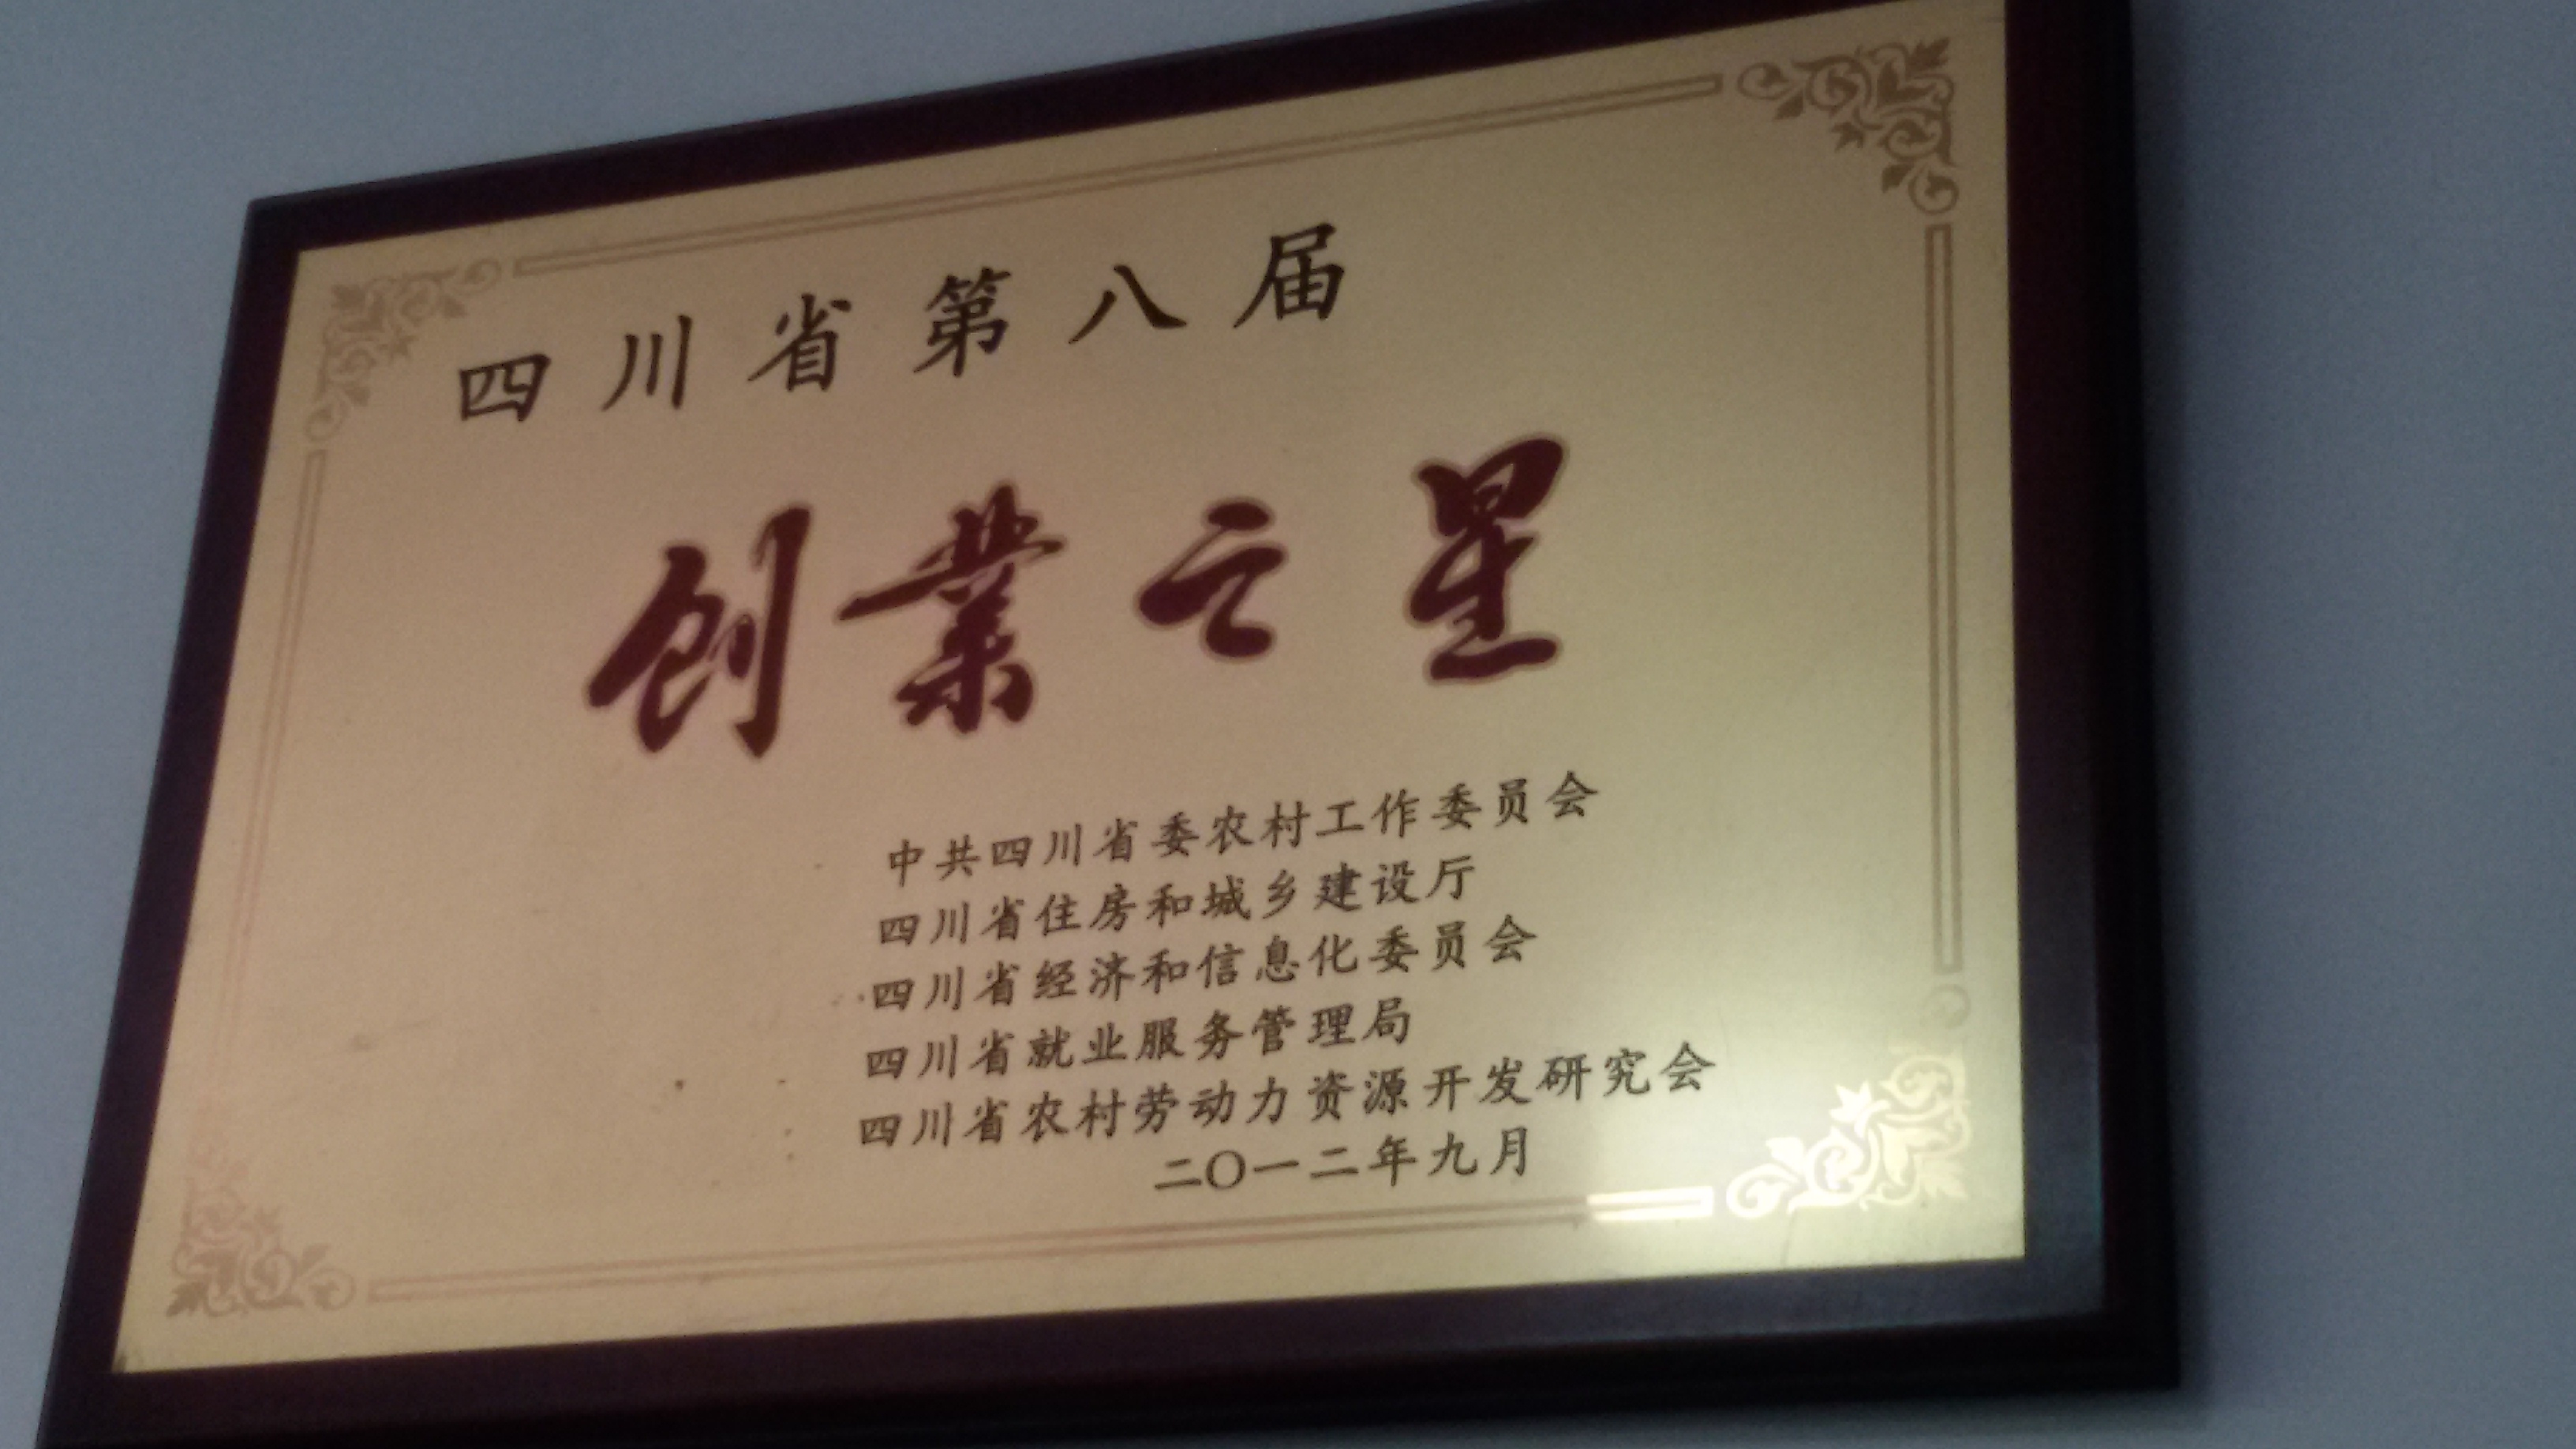 四川省第八届
创業之星
中共四川省委农村工作委员会
四川省住房和城乡建设厅
四川省经济和信息化委员会
四川省就业服务管理局
四川省农村劳动力资源开发研究会
二〇一二年九月